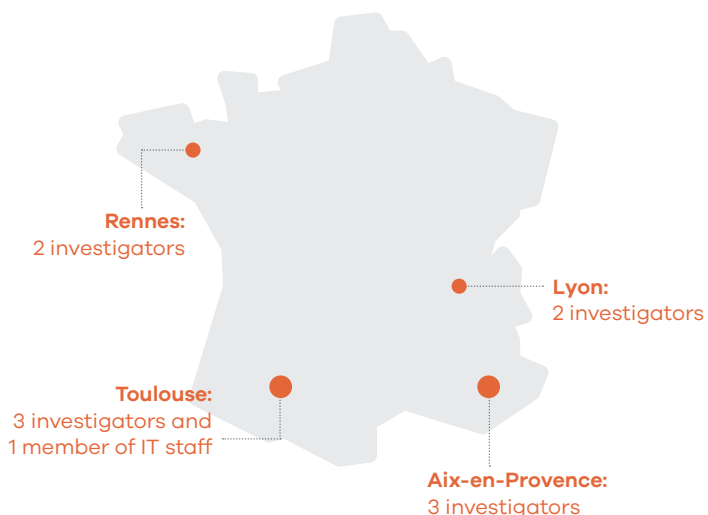 Rennes:
2 investigators
Lyon:
2 investigators
Toulouse:
3 investigators and
1 member of IT staff
Aix-en-Provence:
3 investigators